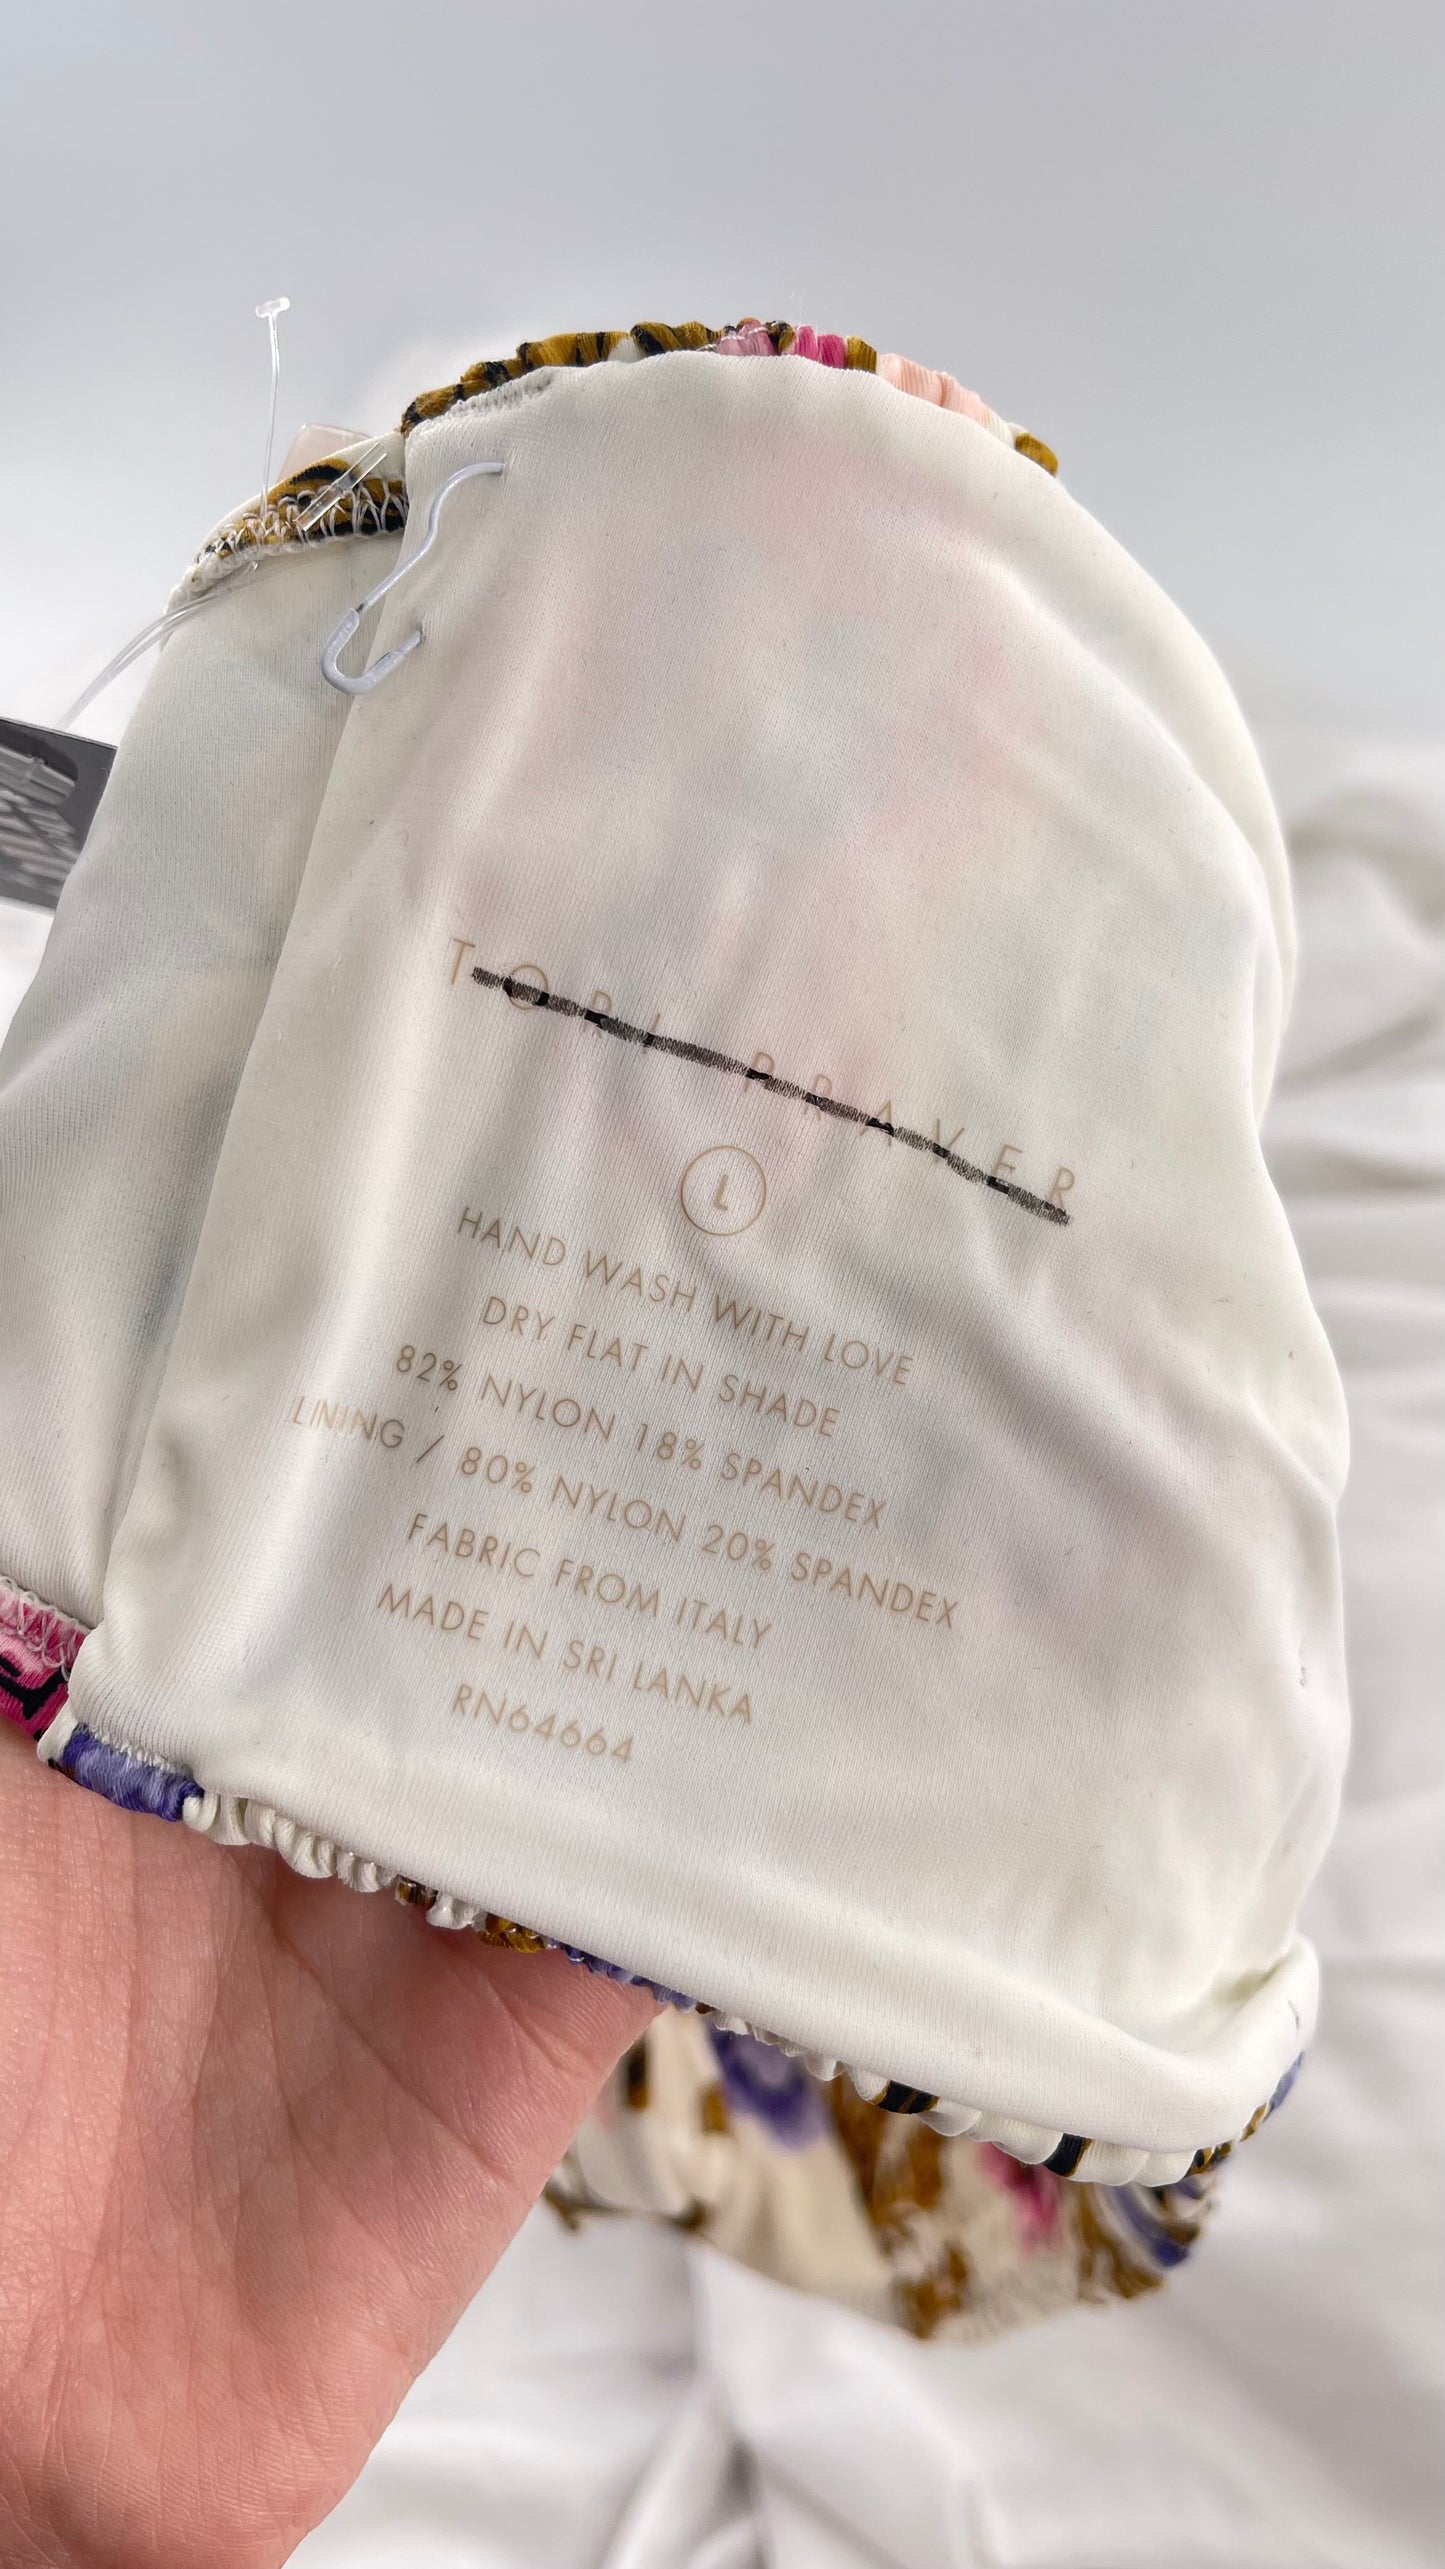 TORI PRAVER
L
HAND WASH WITH LOVE
DRY FLAT IN SHADE
82% NYLON 18% SPANDEX
LINING / 80% NYLON 20% SPANDEX
FABRIC FROM ITALY
MADE IN SRI LANKA
RN64664